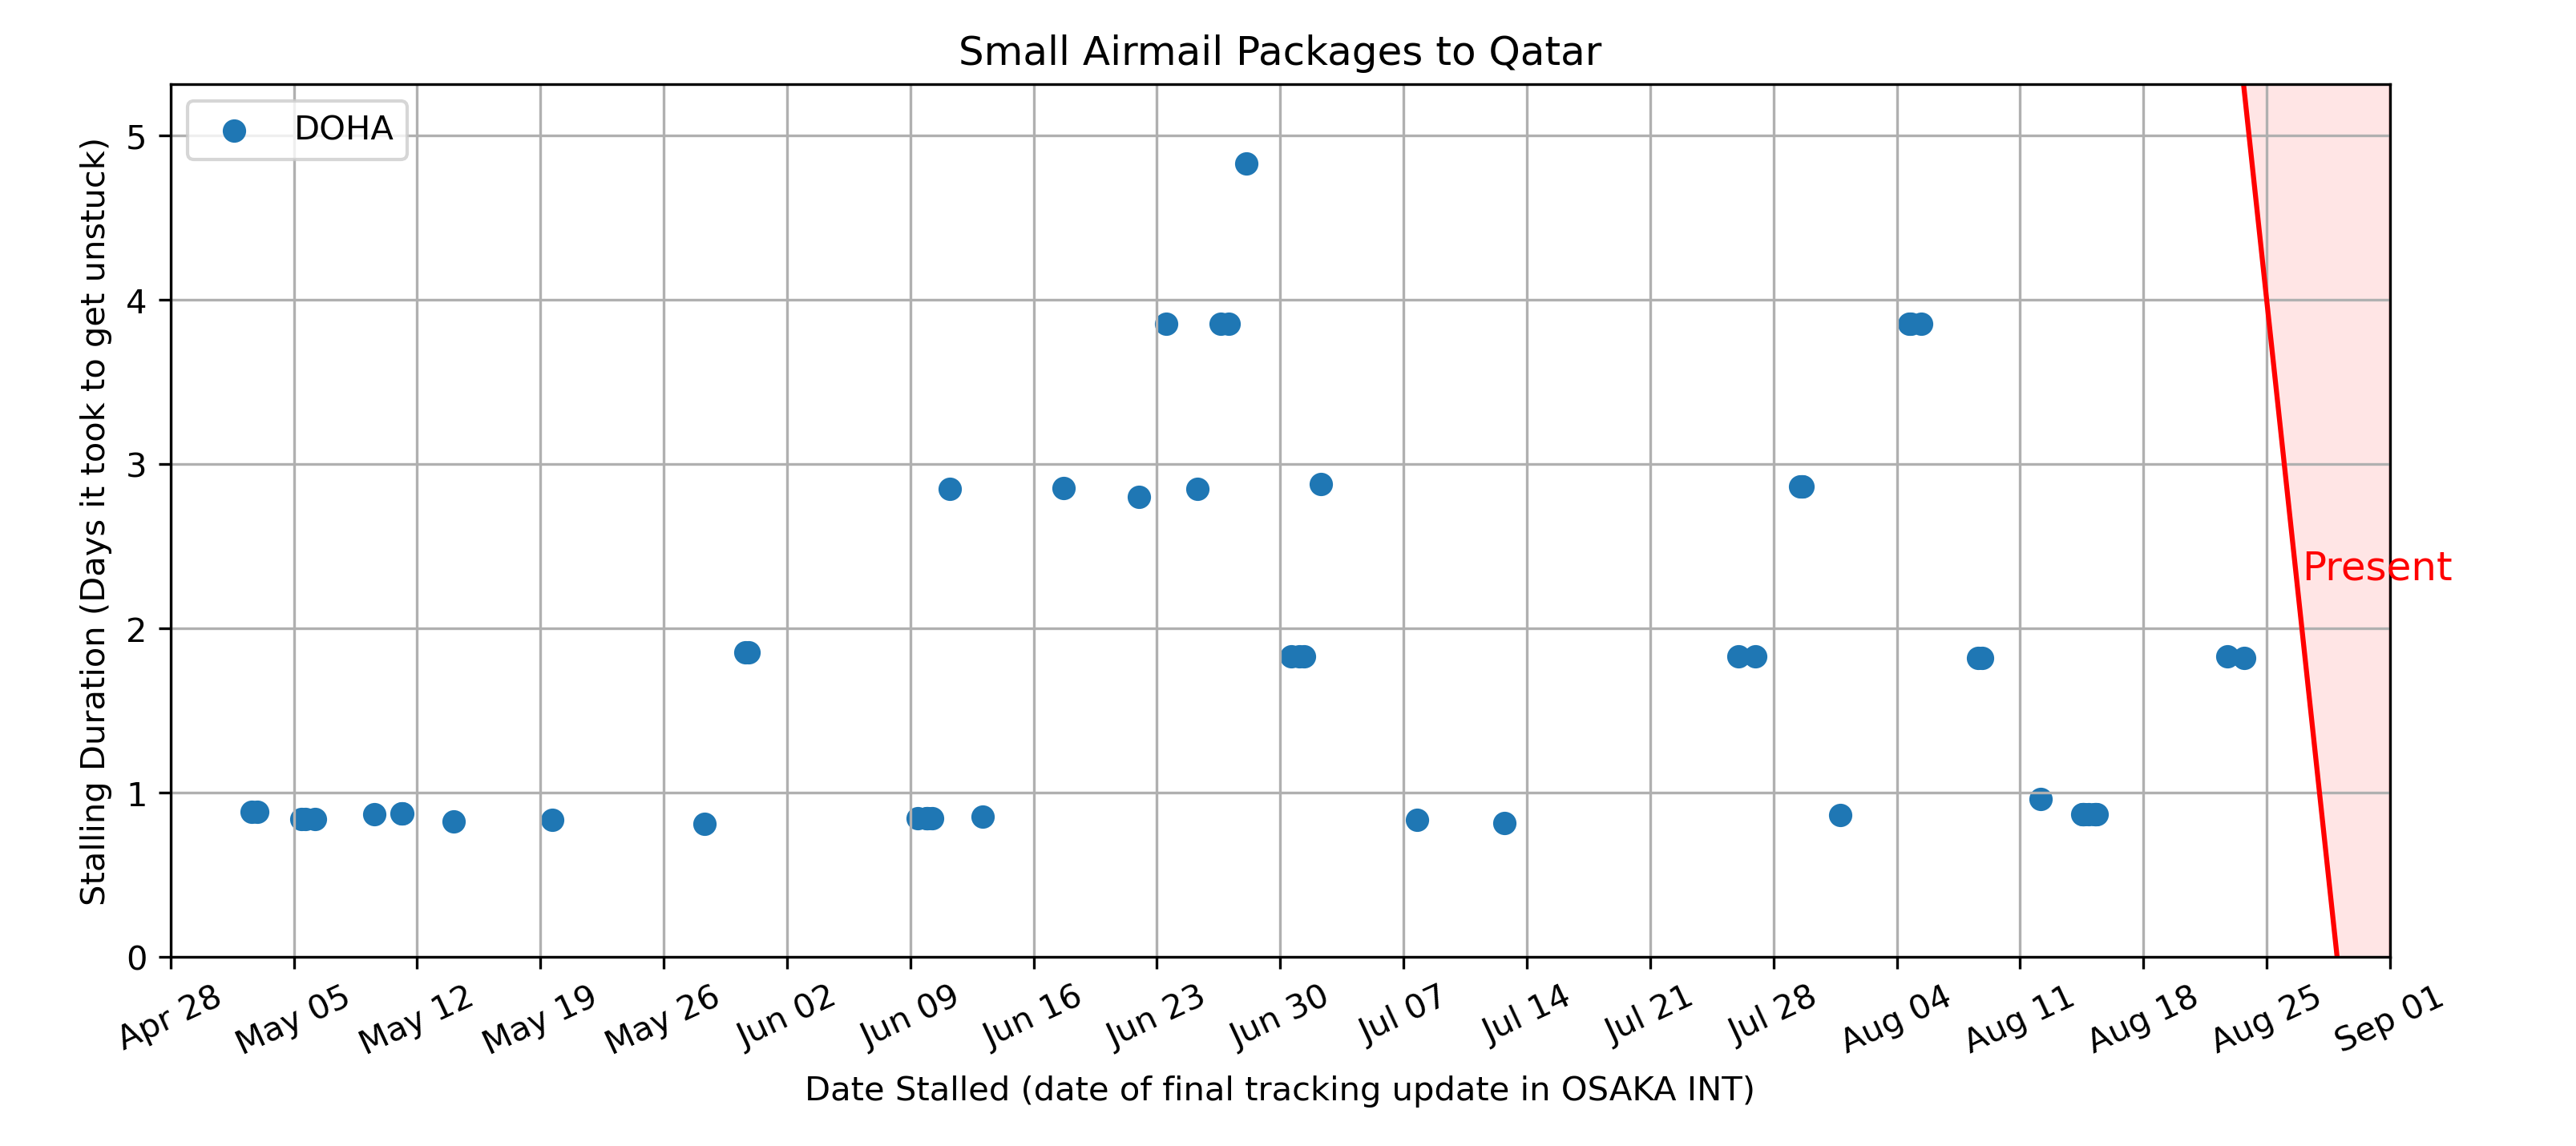 Small Airmail Packages to Qatar
DOHA
Stalling Duration (Days it took to get unstuck)
5
4
3
2
1
0
Present
Apr 28
May 05
May 12
May 19
May 26
Jun 02
Jun 09
Jun 16
Jun 23
Jun 30
Jul 07
Jul 14
Jul 21
Jul 28
Aug 04
Aug 11
Aug 18
Aug 25
Sep 01
Date Stalled (date of final tracking update in OSAKA INT)